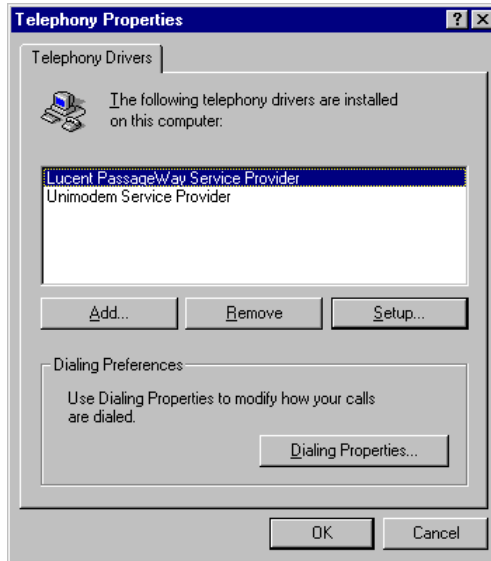 Telephony Properties
Telephony Drivers
The following telephony drivers are installed
on this computer:
Lucent PassageWay Service Provider
Unimodem Service Provider
Add...
Remove
Setup...
Dialing Preferences
Use Dialing Properties to modify how your calls
are dialed.
Dialing Properties...
OK
Cancel